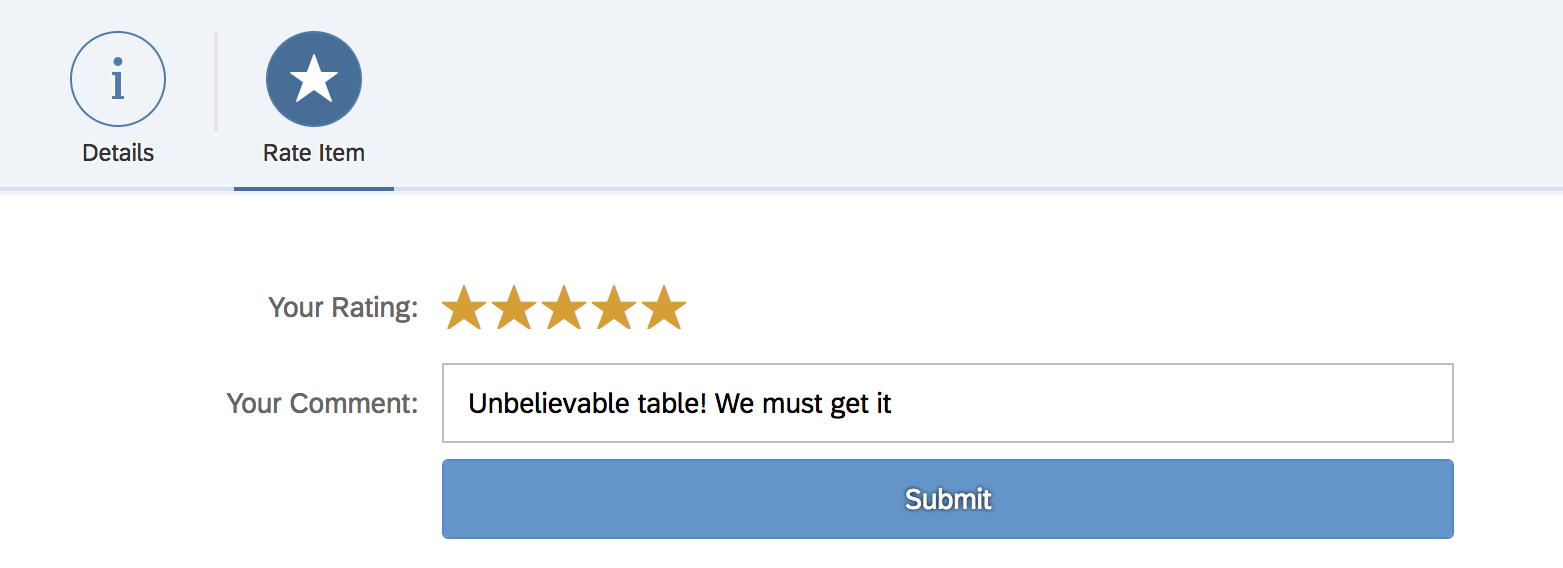 Details
Rate Item
Your Rating:
Your Comment: Unbelievable table! We must get it
Submit